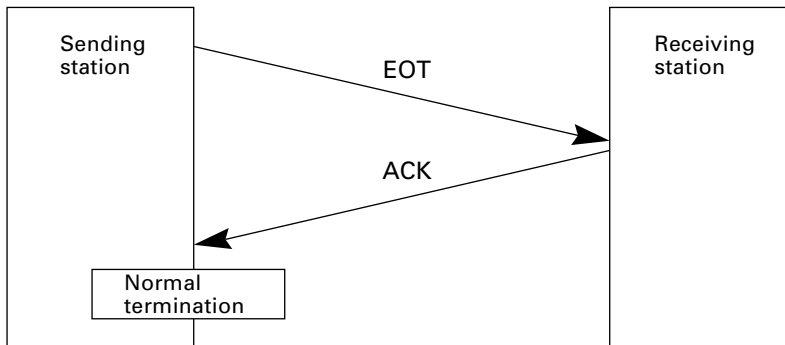 Sending
station
Receiving
station
EOT
ACK
Normal
termination